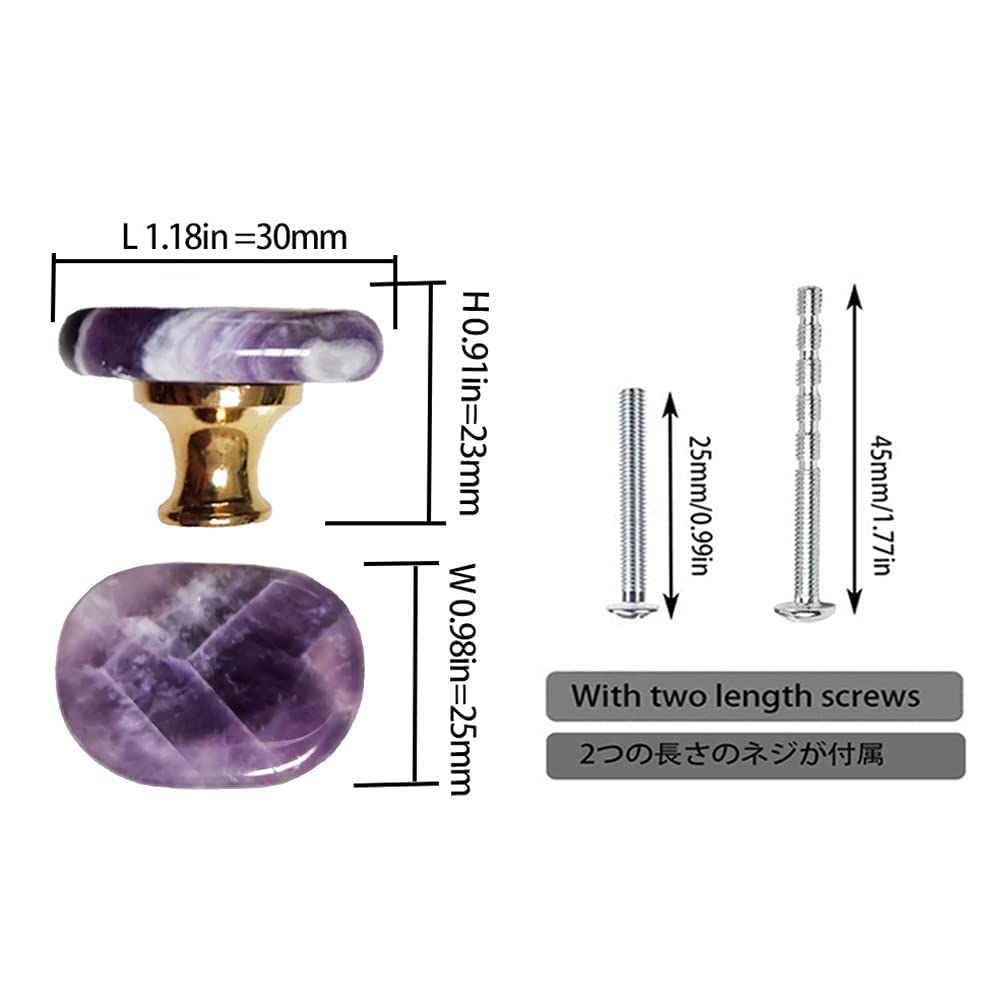 L 1.18in =30mm
H 0.91in=23mm
W 0.98in=25mm
25mm/0.99in
45mm/1.77in
With two length screws
2つの長さのネジが付属